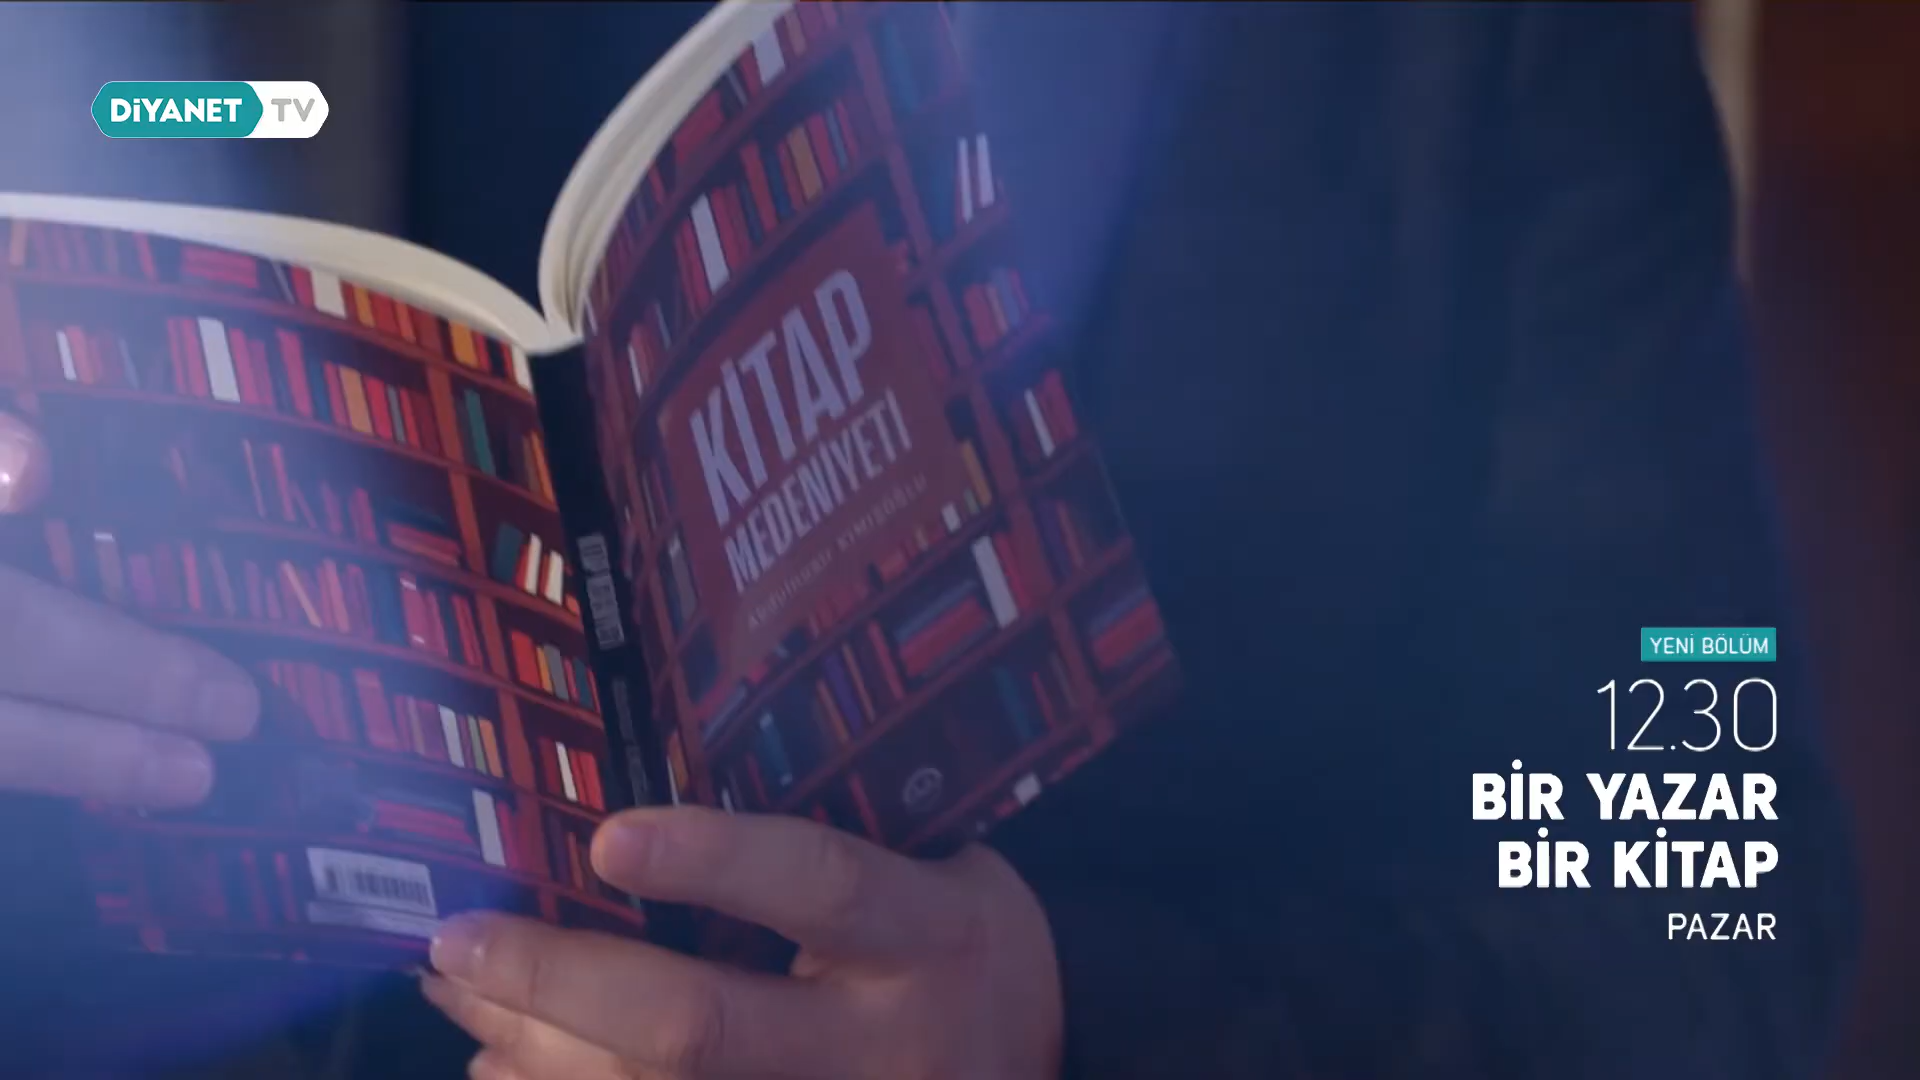 DİYANET TV
KİTAP
MEDENİYETİ
YENİ BÖLÜM
12.30
BİR YAZAR
BİR KİTAP
PAZAR